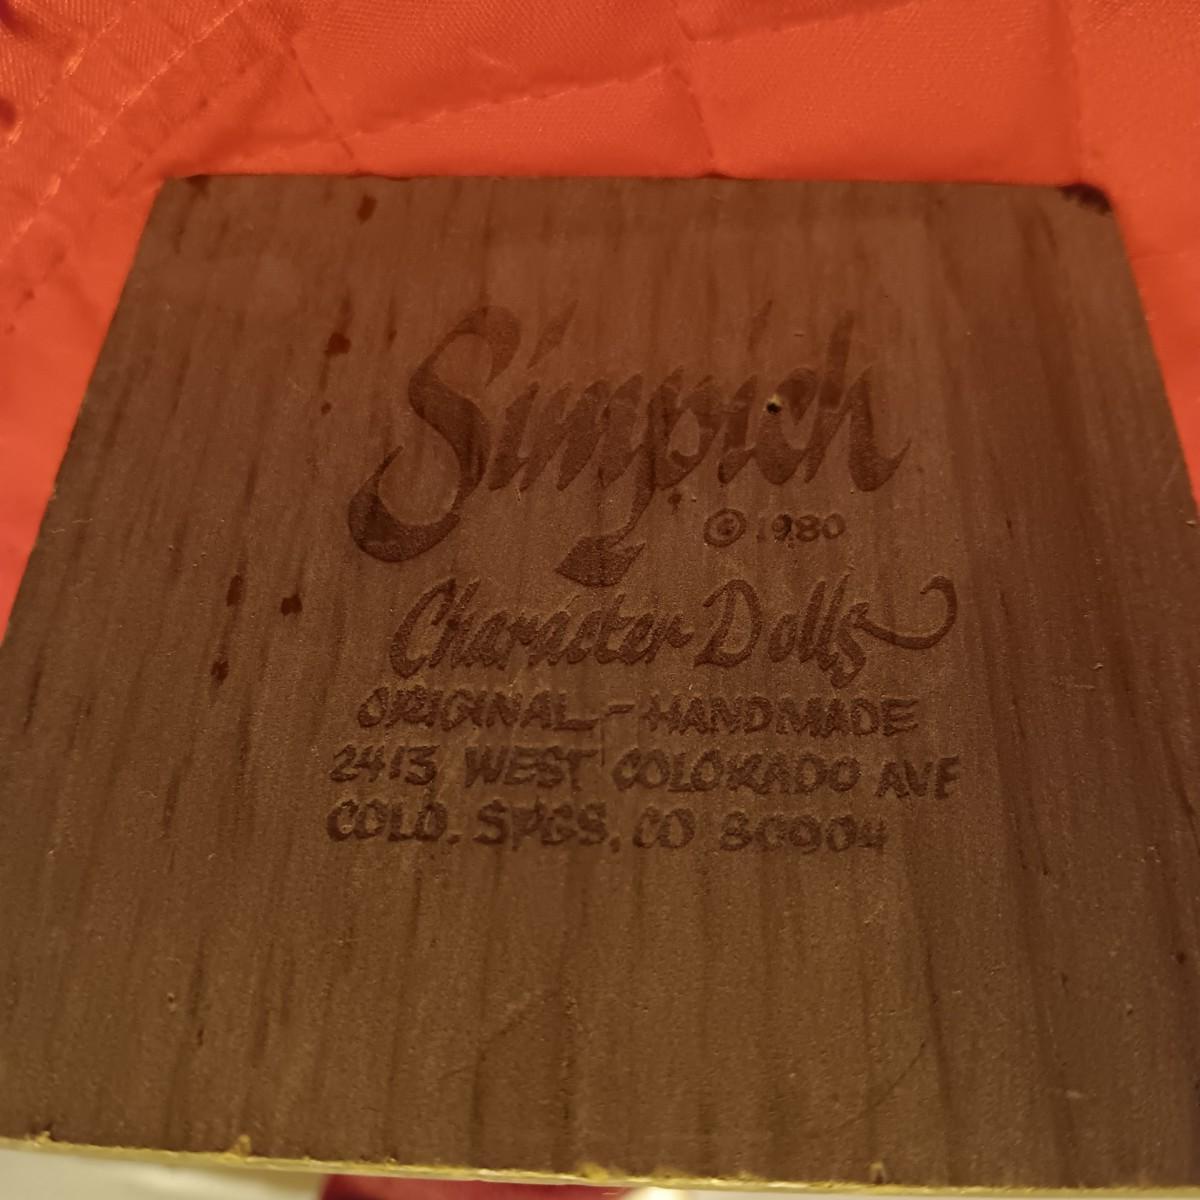 Simpich
© 1980
Character Dolls
ORIGINAL - HANDMADE
2413 WEST COLORADO AVE
COLO. SPGS, CO 80904